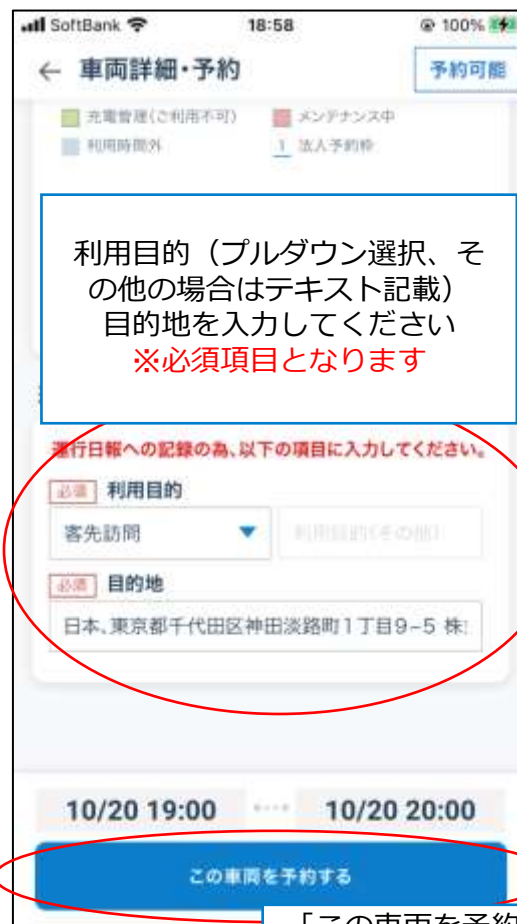 SoftBank 18:58 100%
← 車両詳細・予約 予約可能
充電管理(ご利用不可) メンテナンス中
利用時間外 1 法人予約枠
利用目的（プルダウン選択、そ
の他の場合はテキスト記載）
目的地を入力してください
※必須項目となります
運行日報への記録の為、以下の項目に入力してください。
必須 利用目的
客先訪問 利用目的(その他)
必須 目的地
日本、東京都千代田区神田淡路町1丁目9−5 株
10/20 19:00 10/20 20:00
この車両を予約する
「この車両を予約